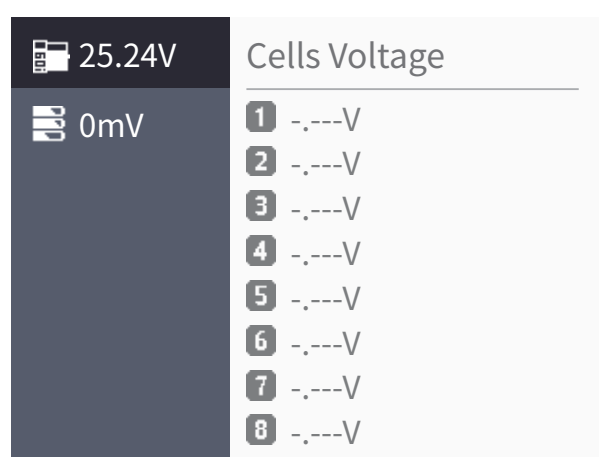 25.24V
0mV
Cells Voltage
1 -.---V
2 -.---V
3 -.---V
4 -.---V
5 -.---V
6 -.---V
7 -.---V
8 -.---V